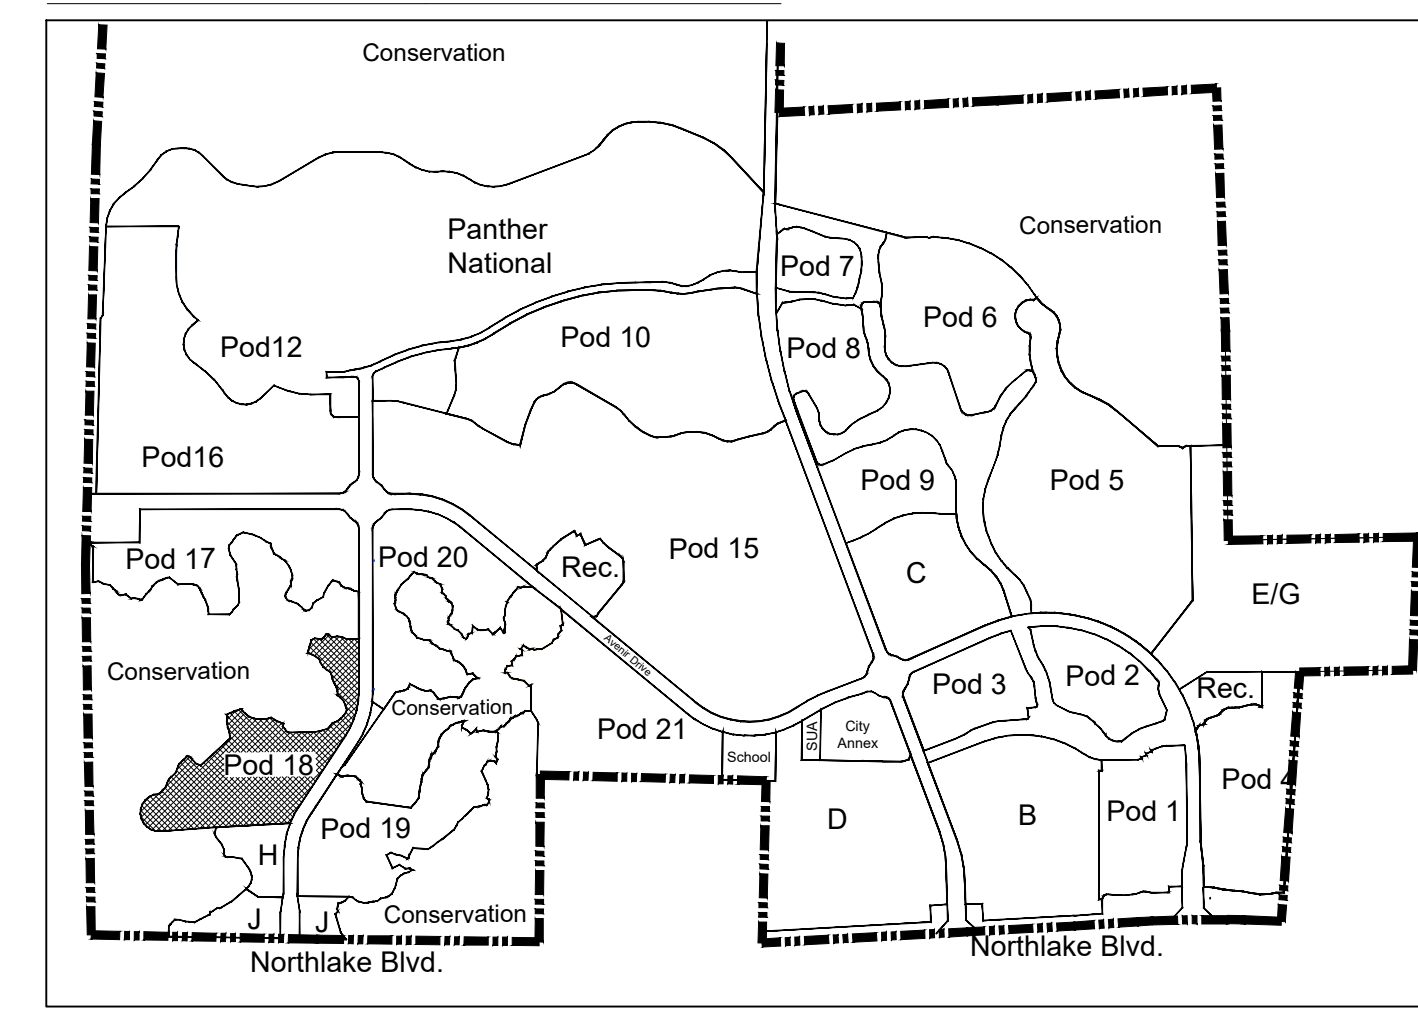 Conservation
Conservation
Panther
National
Pod 7
Pod 6
Pod 10
Pod 8
Pod12
Pod16
Pod 9
Pod 5
Pod 17
Pod 20
Rec.
Pod 15
C
E/G
Avenir Drive
Conservation
Conservation
Pod 3
Pod 2
Rec.
Pod 21
SUA
City
Annex
School
Pod 18
Pod 4
Pod 19
D
B
Pod 1
H
J
J
Conservation
Northlake Blvd.
Northlake Blvd.